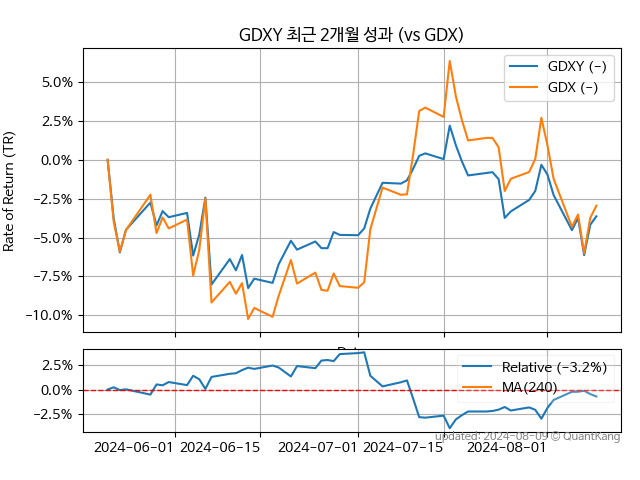 GDXY 최근 2개월 성과 (vs GDX)
Rate of Return (TR)
5.0%
2.5%
0.0%
−2.5%
−5.0%
−7.5%
−10.0%
GDXY (−)
GDX (−)
2.5%
0.0%
−2.5%
Relative (−3.2%)
MA(240)
2024-06-01
2024-06-15
2024-07-01
2024-07-15
2024-08-01
updated: 2024-08-09 © QuantKang